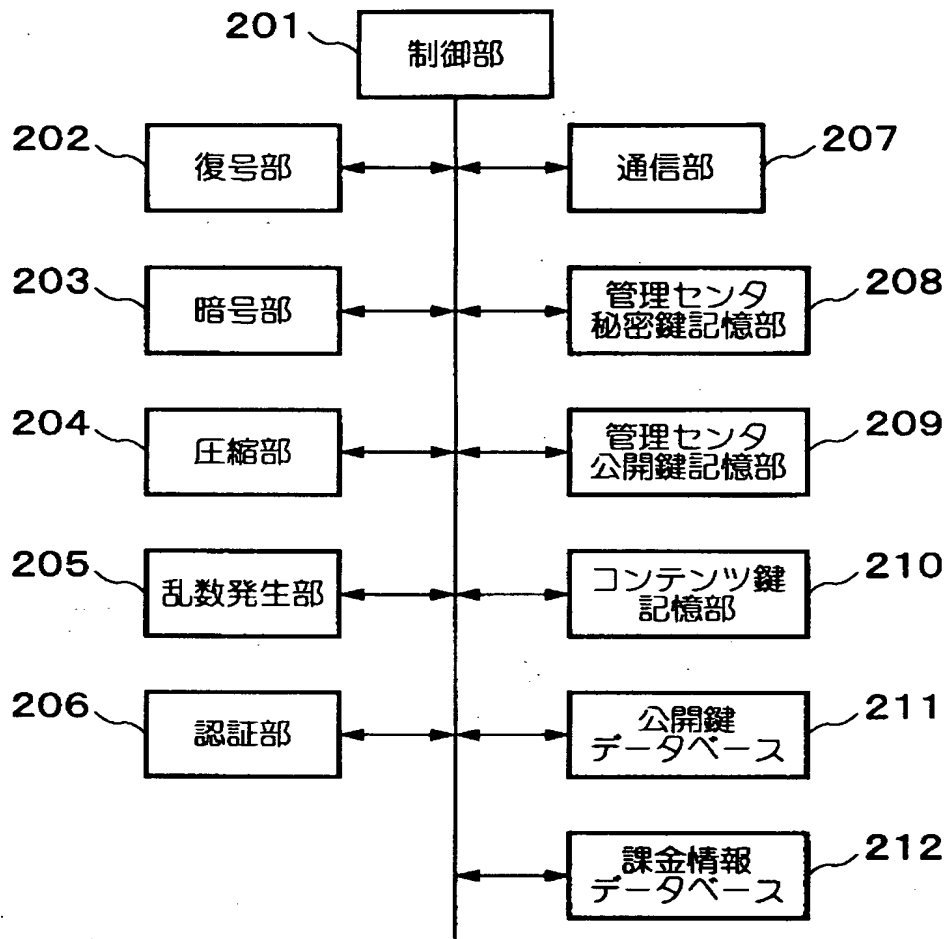 201
制御部
202
復号部
207
通信部
203
暗号部
208
管理センタ
秘密鍵記憶部
204
圧縮部
209
管理センタ
公開鍵記憶部
205
乱数発生部
210
コンテンツ鍵
記憶部
206
認証部
211
公開鍵
データベース
212
課金情報
データベース